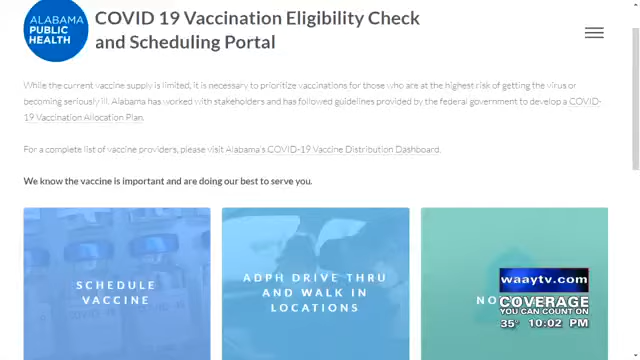 ALABAMA
PUBLIC
HEALTH
COVID 19 Vaccination Eligibility Check
and Scheduling Portal
While the current vaccine supply is limited, it is necessary to prioritize vaccinations for those who are at the highest risk of getting the virus or
becoming seriously ill. Alabama has worked with stakeholders and has followed guidelines provided by the federal government to develop a COVID-
19 Vaccination Allocation Plan.
For a complete list of vaccine providers, please visit Alabama's COVID-19 Vaccine Distribution Dashboard.
We know the vaccine is important and are doing our best to serve you.
SCHEDULE
VACCINE
ADPH DRIVE THRU
AND WALK IN
LOCATIONS
waaytv.com
COVERAGE
YOU CAN COUNT ON
35° 10:02 PM